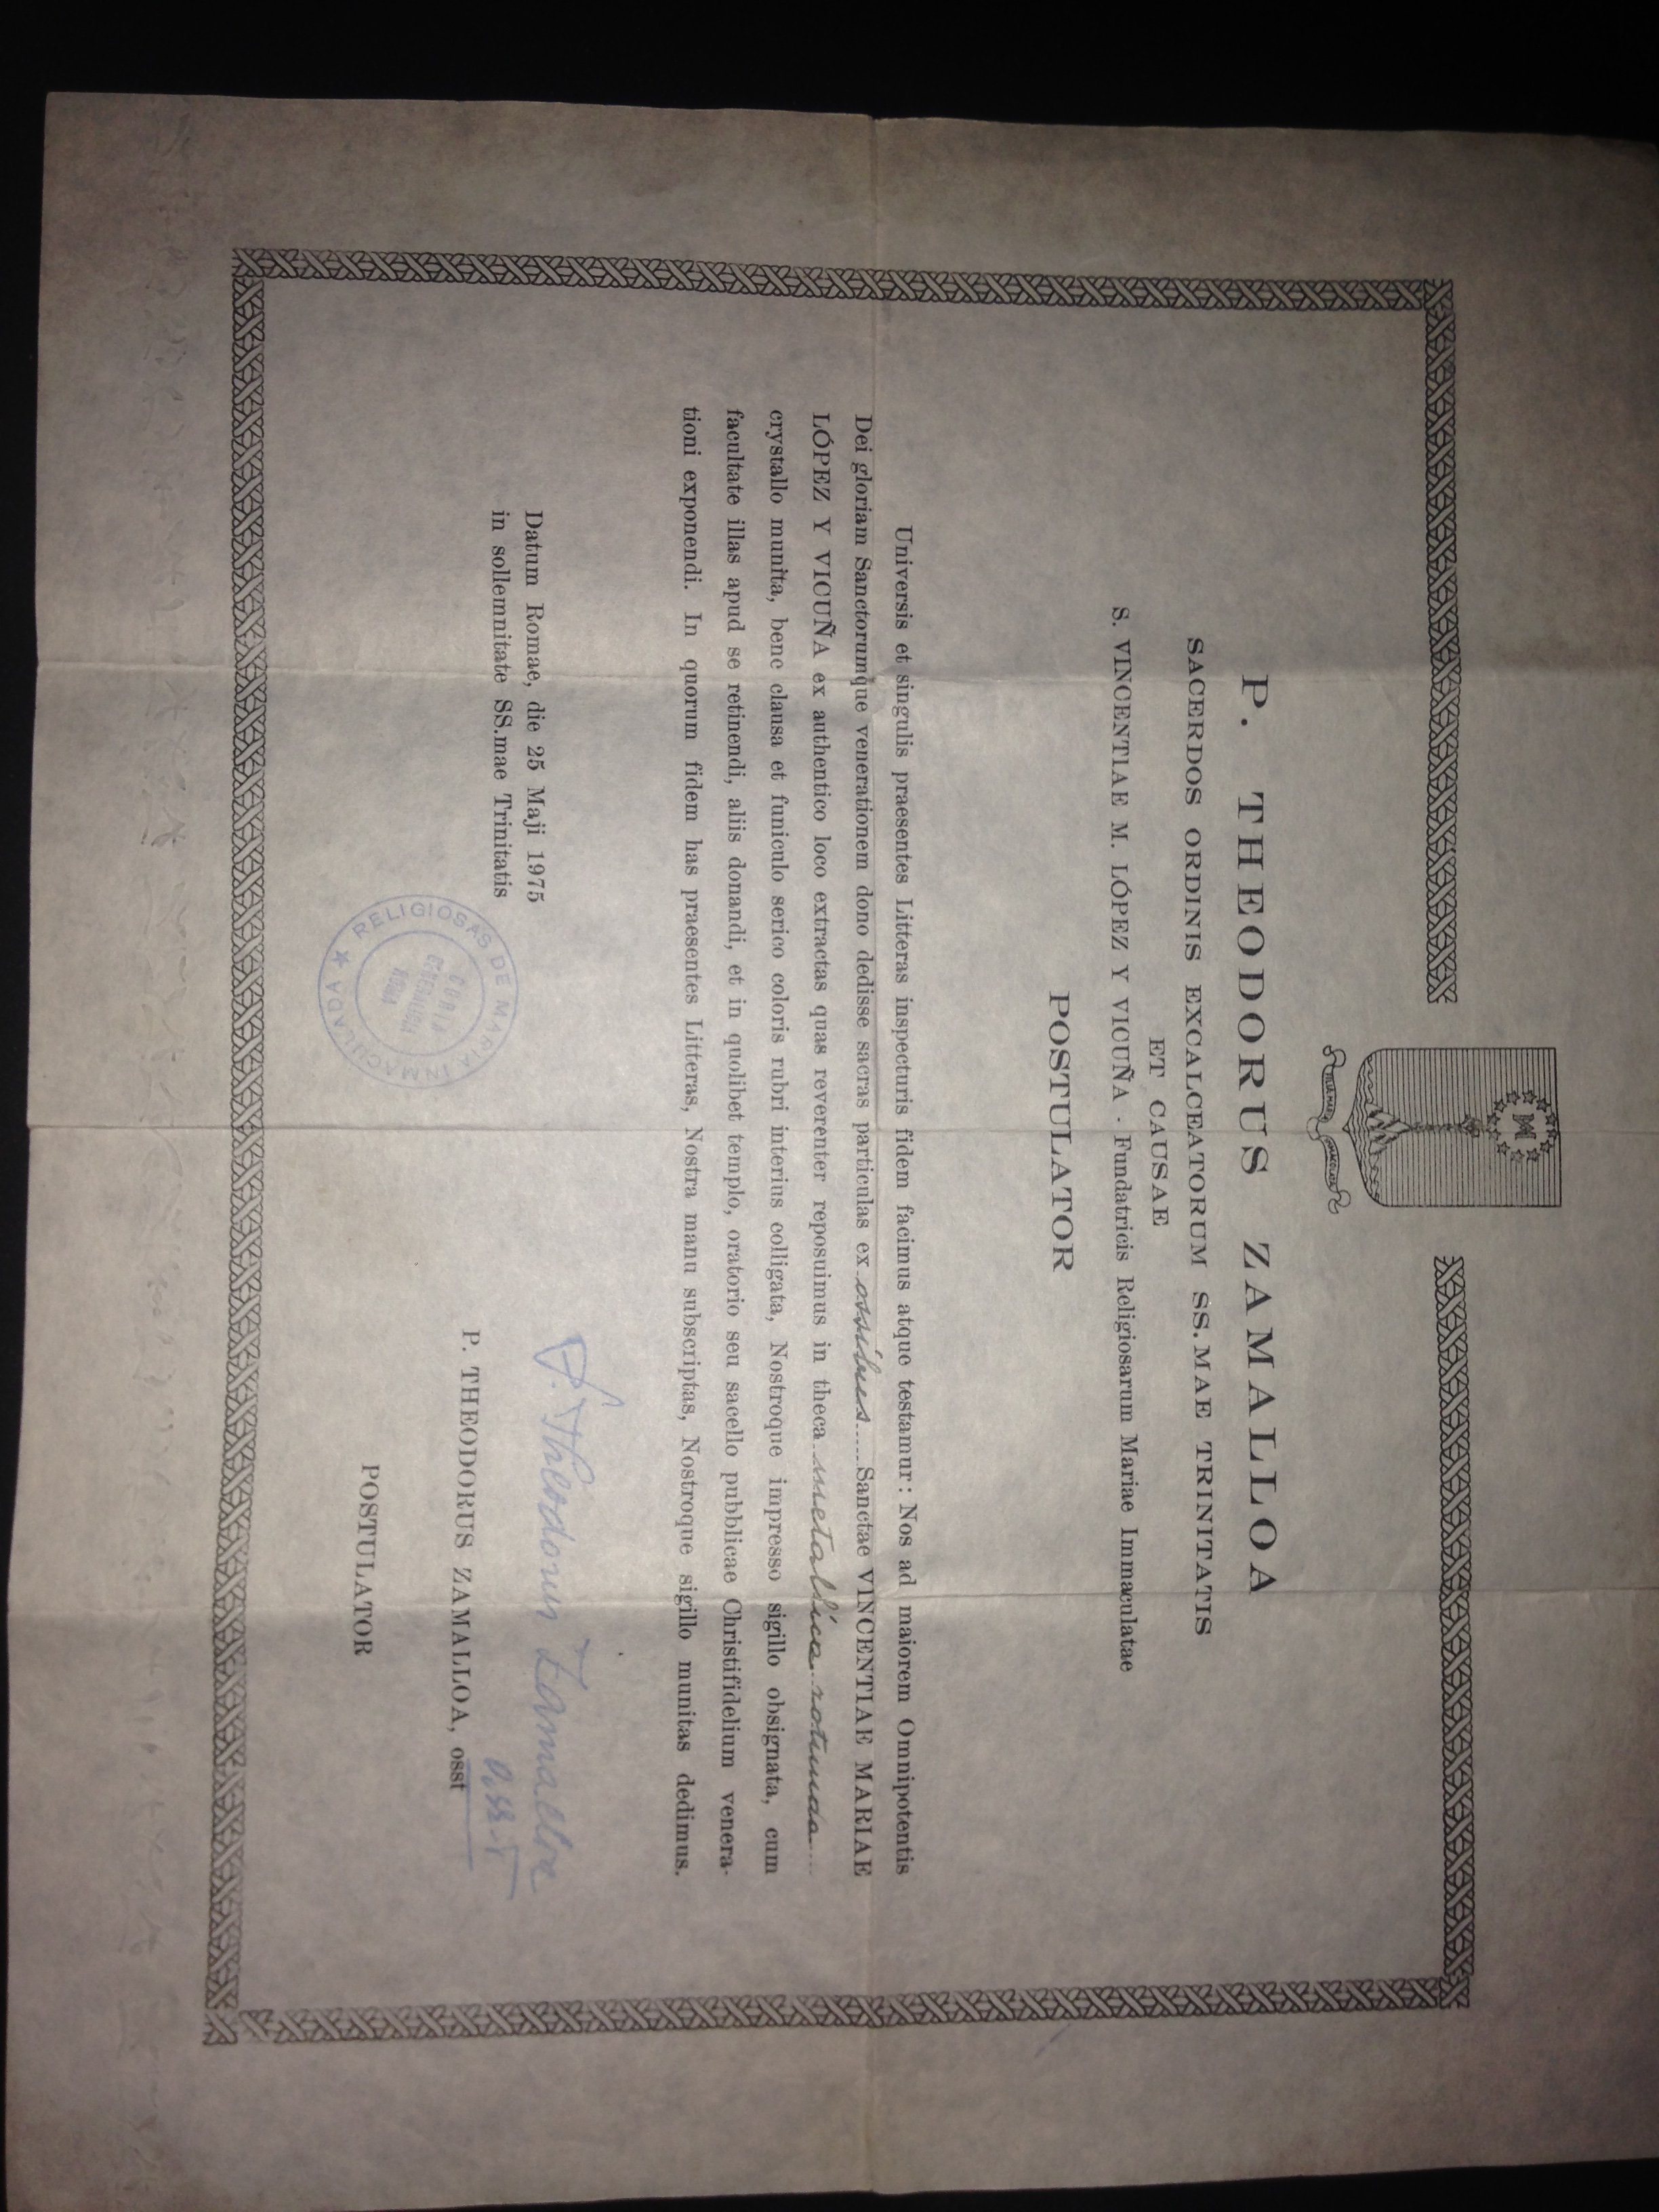 P. THEODORUS ZAMALLOA
SACERDOS ORDINIS EXCALCEATORUM SS.MAE TRINITATIS
ET CAUSAE
S. VINCENTIAE M. LÓPEZ Y VICUÑA - Fundatricis Religiosarum Mariae Immaculatae
POSTULATOR
Universis et singulis praesentes Litteras inspecturis fidem facimus atque testamur: Nos ad maiorem Omnipotentis
Dei gloriam Sanctorumque venerationem dono dedisse sacras particulas ex ossibus Sanctae VINCENTIAE MARIAE
LÓPEZ Y VICUÑA ex authentico loco extractas quas reverenter reposuimus in theca metalica rotunda
crystallo munita, bene clausa et funiculo serico coloris rubri interius colligata, Nostroque impresso sigillo obsignata, cum
facultate illas apud se retinendi, aliis donandi, et in quolibet templo, oratorio seu sacello pubblicae Christifidelium venera-
tioni exponendi. In quorum fidem has praesentes Litteras, Nostra manu subscriptas, Nostroque sigillo munitas dedimus.
Datum Romae, die 25 Maji 1975
in sollemnitate SS.mae Trinitatis
RELIGIOSAS DE MARIA INMACULADA
CURIA
GENERALICIA
ROMA
P. Theodorus Zamalloa
o.ss.T
P. THEODORUS ZAMALLOA, osst
POSTULATOR